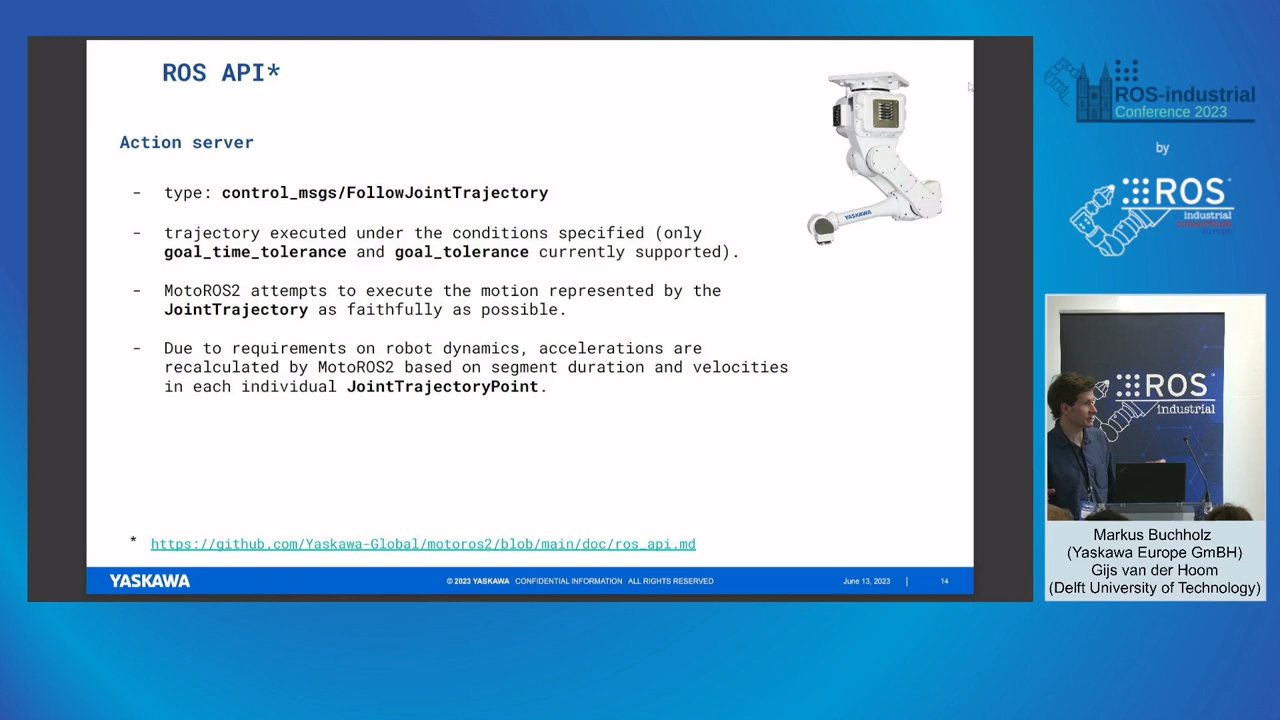 ROS API*
Action server
- type: control_msgs/FollowJointTrajectory
- trajectory executed under the conditions specified (only
goal_time_tolerance and goal_tolerance currently supported).
- MotoROS2 attempts to execute the motion represented by the
JointTrajectory as faithfully as possible.
- Due to requirements on robot dynamics, accelerations are
recalculated by MotoROS2 based on segment duration and velocities
in each individual JointTrajectoryPoint.
* https://github.com/Yaskawa-Global/motoros2/blob/main/doc/ros_api.md
YASKAWA
© 2023 YASKAWA CONFIDENTIAL INFORMATION ALL RIGHTS RESERVED
June 13, 2023 | 14
YASKAWA
ROS-industrial
Conference 2023
by
ROS
industrial
consortium
europe
ROS
industrial
Markus Buchholz
(Yaskawa Europe GmBH)
Gijs van der Hoom
(Delft University of Technology)